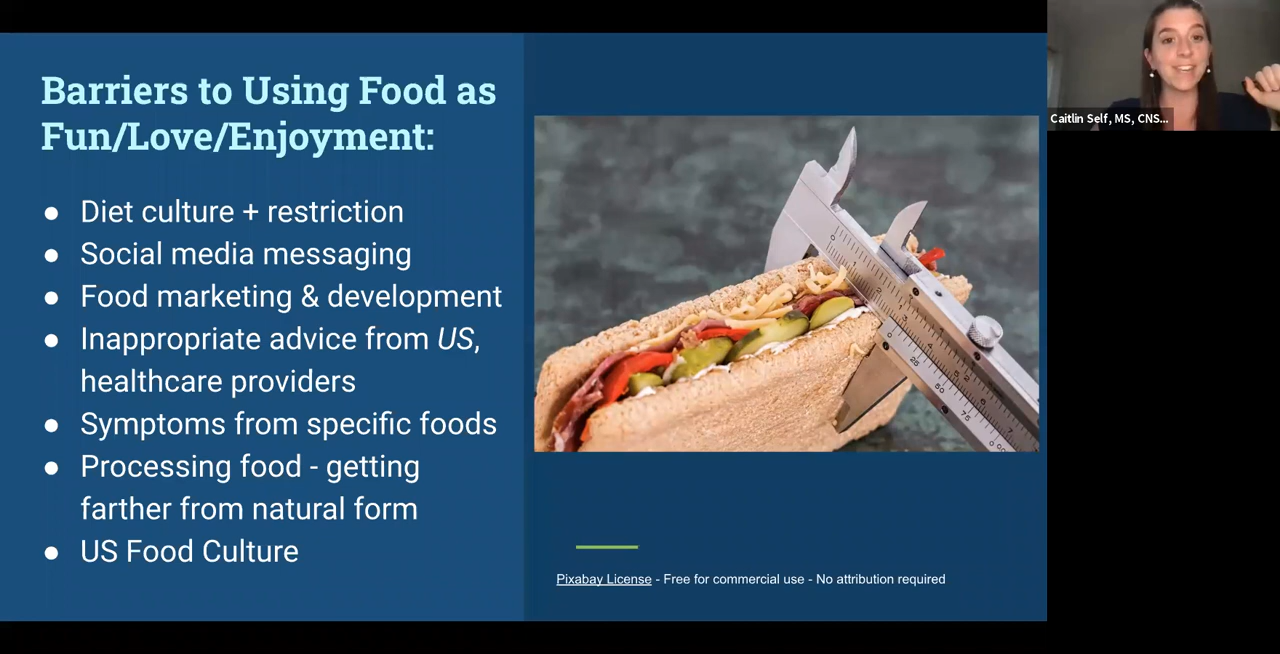 Barriers to Using Food as
Fun/Love/Enjoyment:
● Diet culture + restriction
● Social media messaging
● Food marketing & development
● Inappropriate advice from US,
healthcare providers
● Symptoms from specific foods
● Processing food - getting
farther from natural form
● US Food Culture
Pixabay License - Free for commercial use - No attribution required
Caitlin Self, MS, CNS...